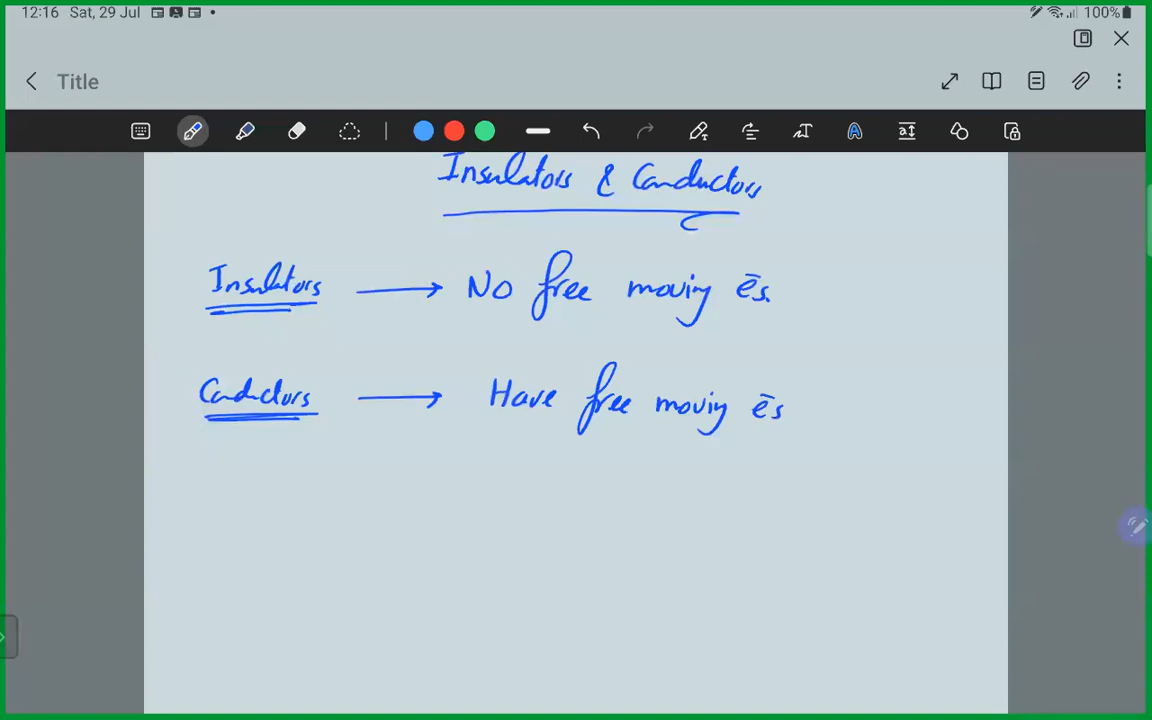 12:16 Sat, 29 Jul 100%
Title
Insulators & Conductors
Insulators → No free moving ēs.
Conductors → Have free moving ēs